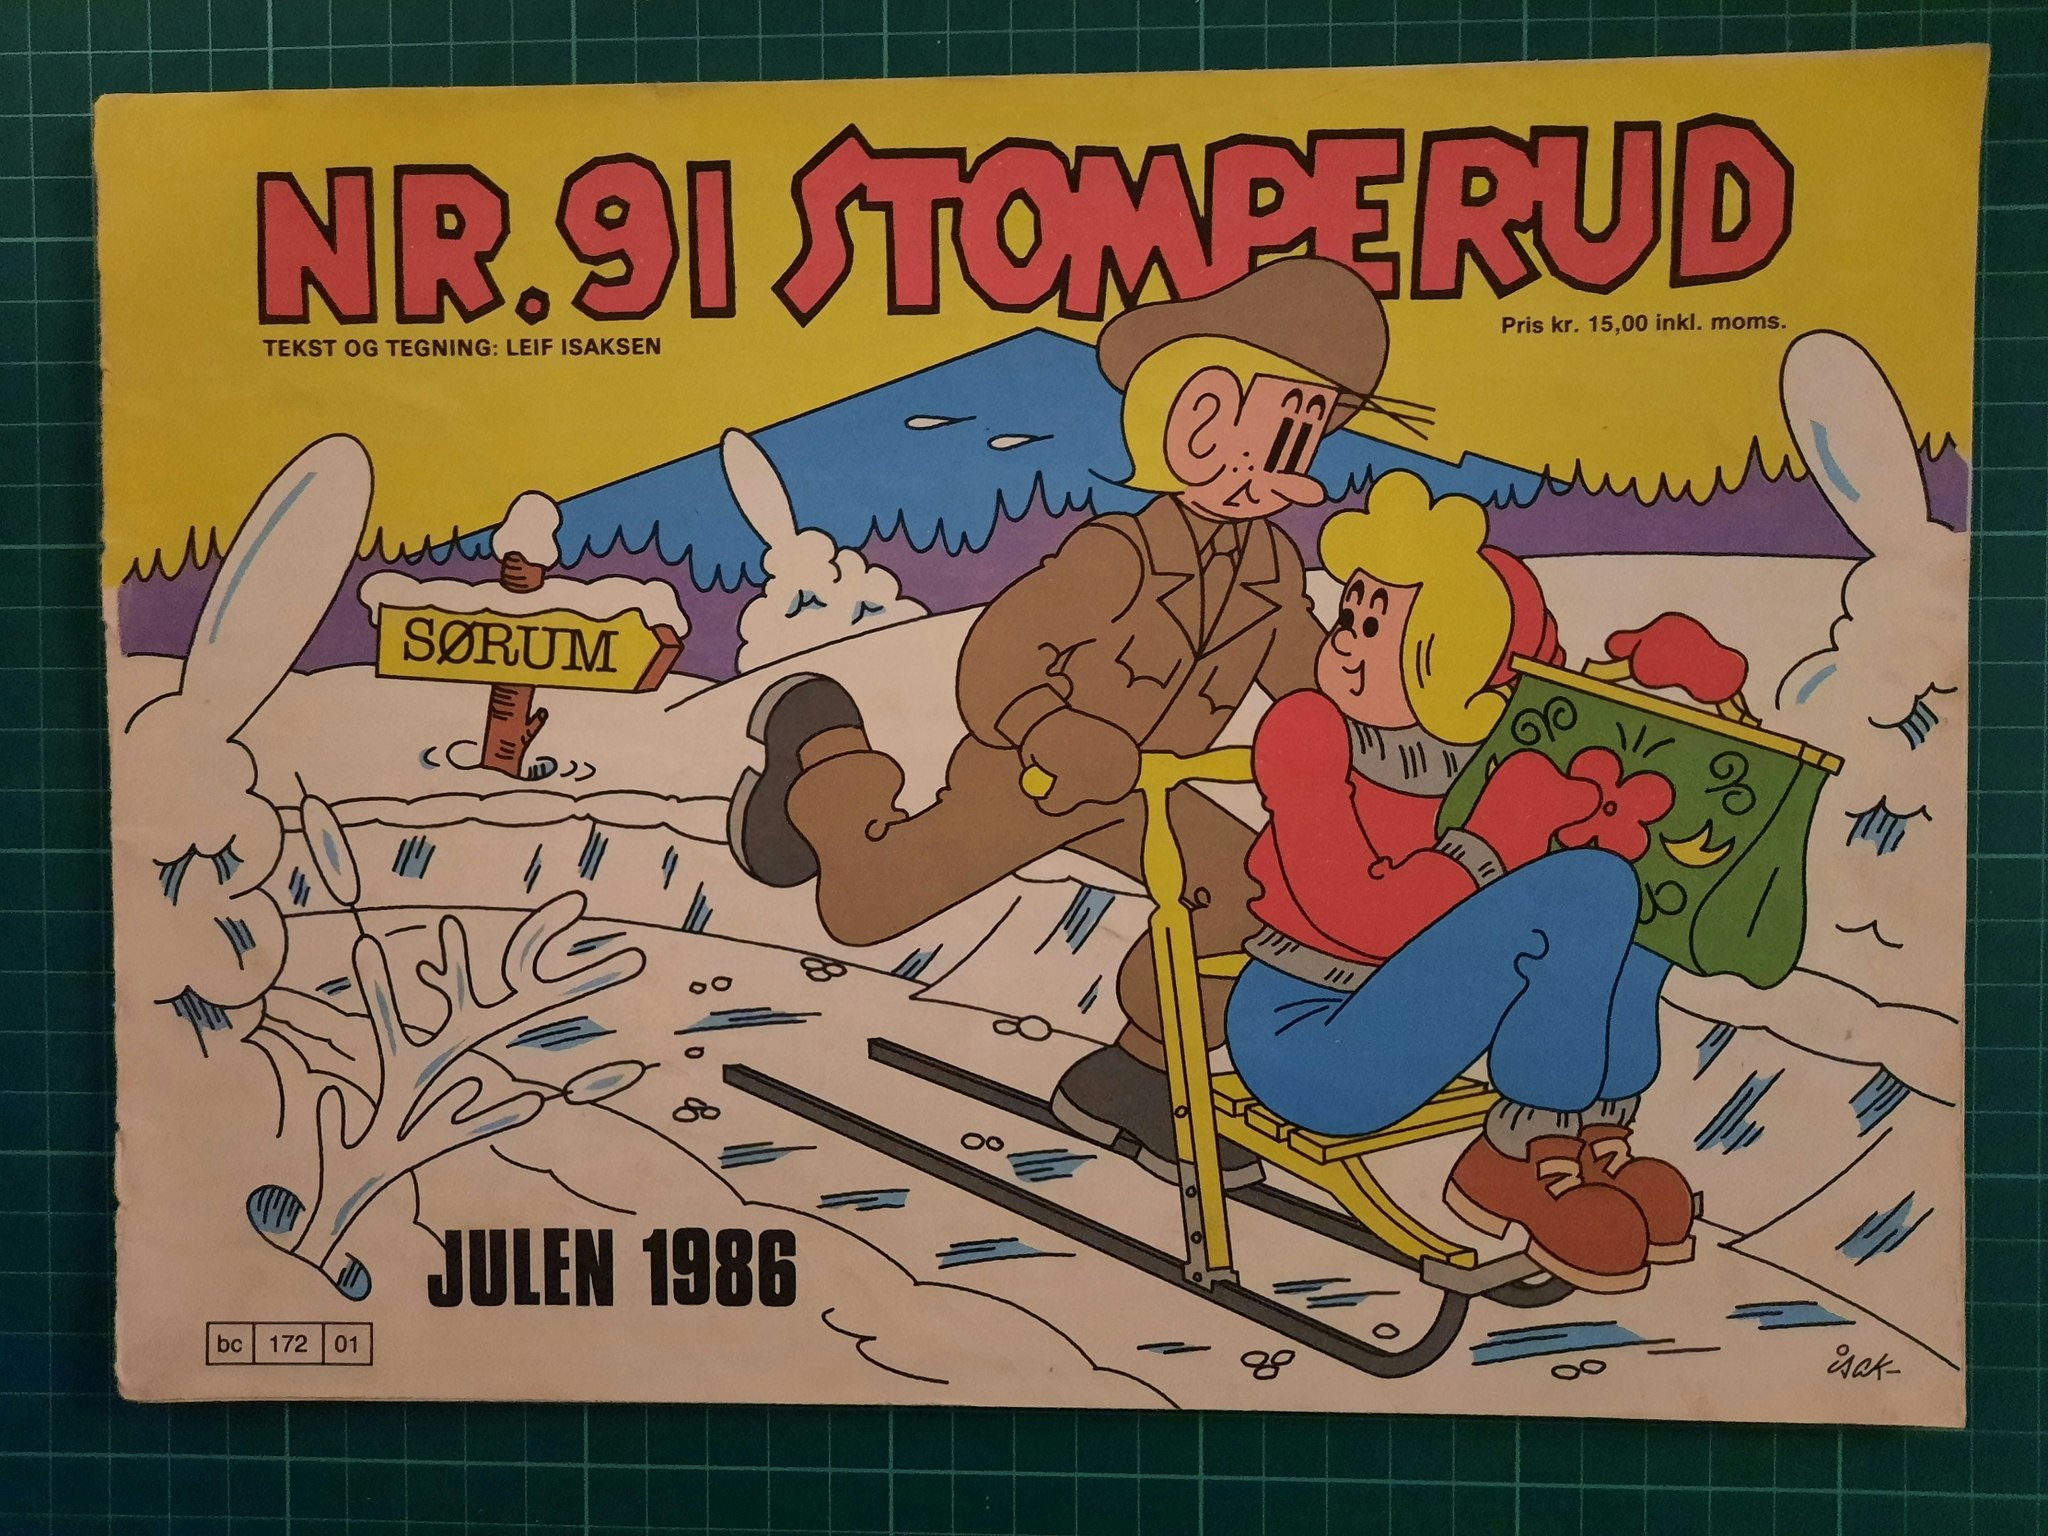 NR. 91 STOMPERUD
TEKST OG TEGNING: LEIF ISAKSEN
Pris kr. 15,00 inkl. moms.
SØRUM
JULEN 1986
bc 172 01
isak-